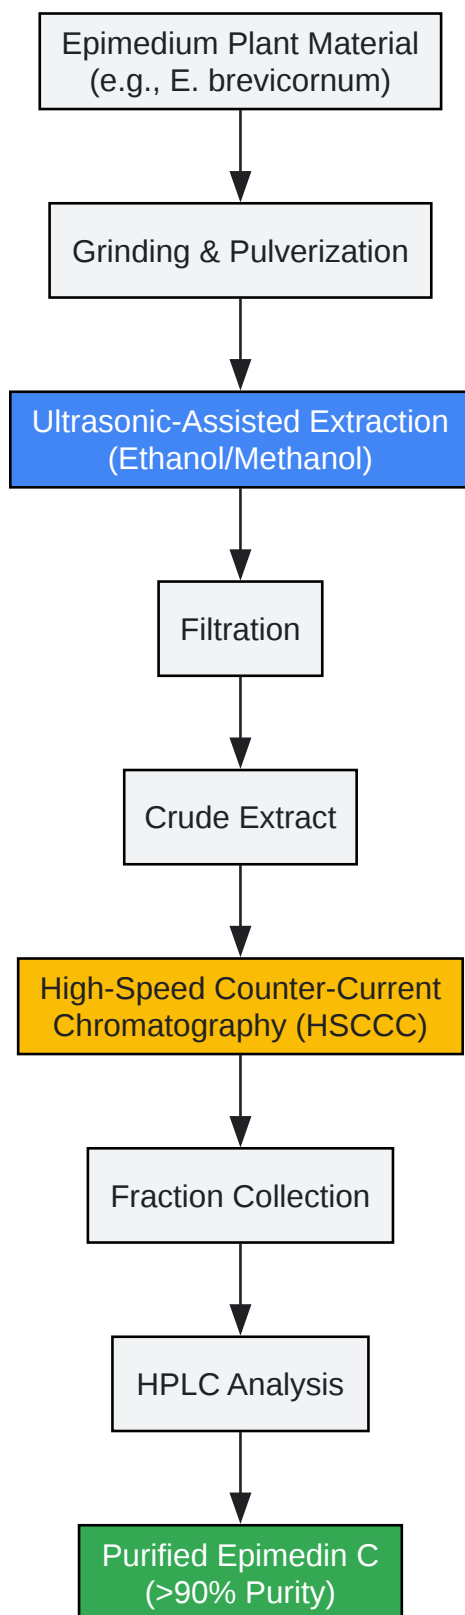 Epimedium Plant Material
(e.g., E. brevicornum)
Grinding & Pulverization
Ultrasonic-Assisted Extraction
(Ethanol/Methanol)
Filtration
Crude Extract
High-Speed Counter-Current
Chromatography (HSCCC)
Fraction Collection
HPLC Analysis
Purified Epimedin C
(>90% Purity)